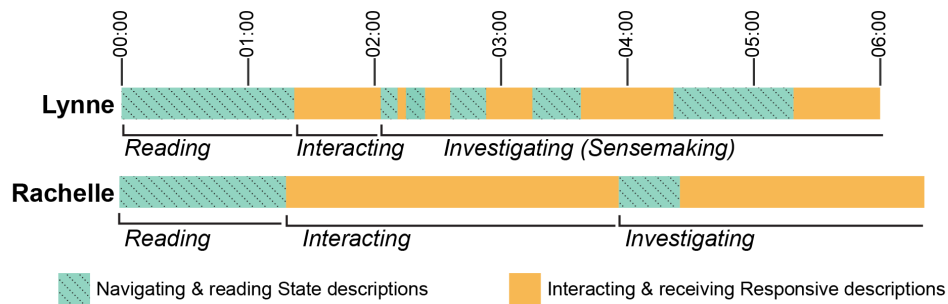 00:00 01:00 02:00 03:00 04:00 05:00 06:00
Lynne
Reading Interacting Investigating (Sensemaking)
Rachelle
Reading Interacting Investigating
Navigating & reading State descriptions Interacting & receiving Responsive descriptions